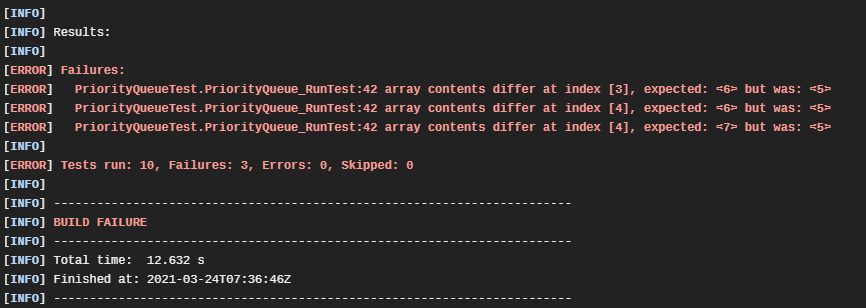 [INFO]
[INFO] Results:
[INFO]
[ERROR] Failures:
[ERROR]   PriorityQueueTest.PriorityQueue_RunTest:42 array contents differ at index [3], expected: <6> but was: <5>
[ERROR]   PriorityQueueTest.PriorityQueue_RunTest:42 array contents differ at index [4], expected: <6> but was: <5>
[ERROR]   PriorityQueueTest.PriorityQueue_RunTest:42 array contents differ at index [4], expected: <7> but was: <5>
[INFO]
[ERROR] Tests run: 10, Failures: 3, Errors: 0, Skipped: 0
[INFO]
[INFO] ------------------------------------------------------------------------
[INFO] BUILD FAILURE
[INFO] ------------------------------------------------------------------------
[INFO] Total time:  12.632 s
[INFO] Finished at: 2021-03-24T07:36:46Z
[INFO] ------------------------------------------------------------------------